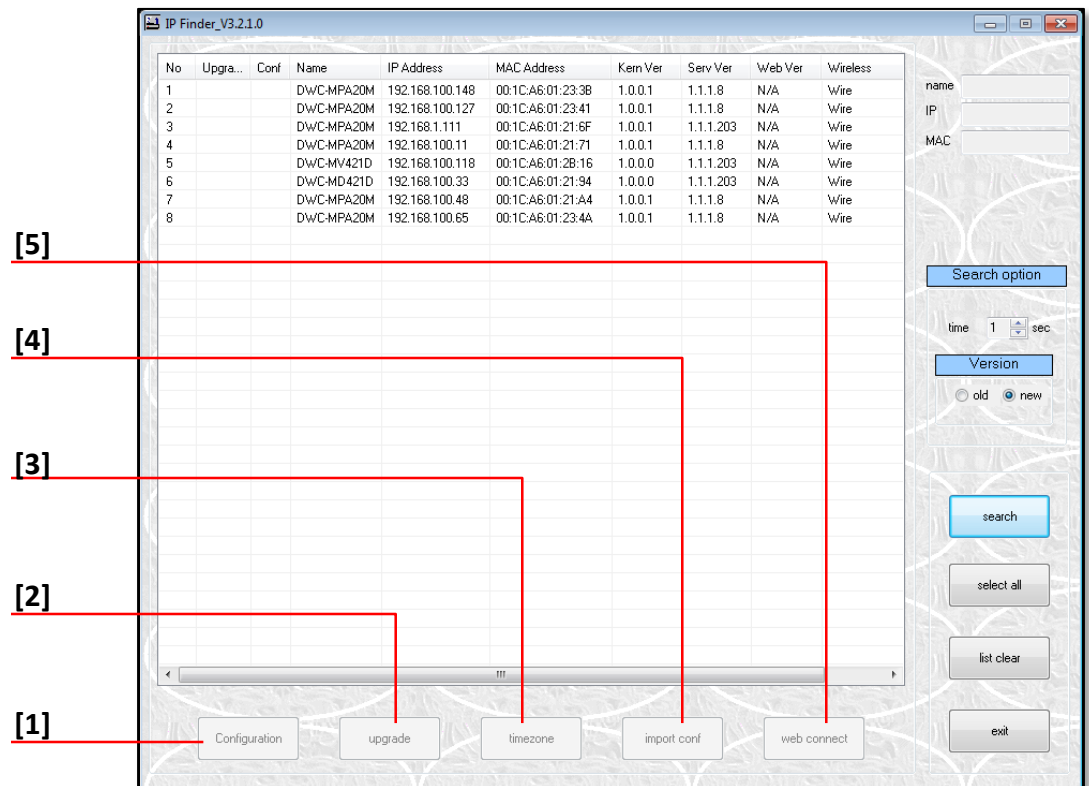 IP Finder_V3.2.1.0
No Upgra... Conf Name IP Address MAC Address Kern Ver Serv Ver Web Ver Wireless
1 DWC-MPA20M 192.168.100.148 00:1C:A6:01:23:3B 1.0.0.1 1.1.1.8 N/A Wire
2 DWC-MPA20M 192.168.100.127 00:1C:A6:01:23:41 1.0.0.1 1.1.1.8 N/A Wire
3 DWC-MPA20M 192.168.1.111 00:1C:A6:01:21:6F 1.0.0.1 1.1.1.203 N/A Wire
4 DWC-MPA20M 192.168.100.11 00:1C:A6:01:21:71 1.0.0.1 1.1.1.8 N/A Wire
5 DWC-MV421D 192.168.100.118 00:1C:A6:01:2B:16 1.0.0.0 1.1.1.203 N/A Wire
6 DWC-MD421D 192.168.100.33 00:1C:A6:01:21:94 1.0.0.0 1.1.1.203 N/A Wire
7 DWC-MPA20M 192.168.100.48 00:1C:A6:01:21:A4 1.0.0.1 1.1.1.8 N/A Wire
8 DWC-MPA20M 192.168.100.65 00:1C:A6:01:23:4A 1.0.0.1 1.1.1.8 N/A Wire
name
IP
MAC
Search option
time 1 sec
Version
old new
search
select all
list clear
exit
[5]
[4]
[3]
[2]
[1]
Configuration upgrade timezone import conf web connect